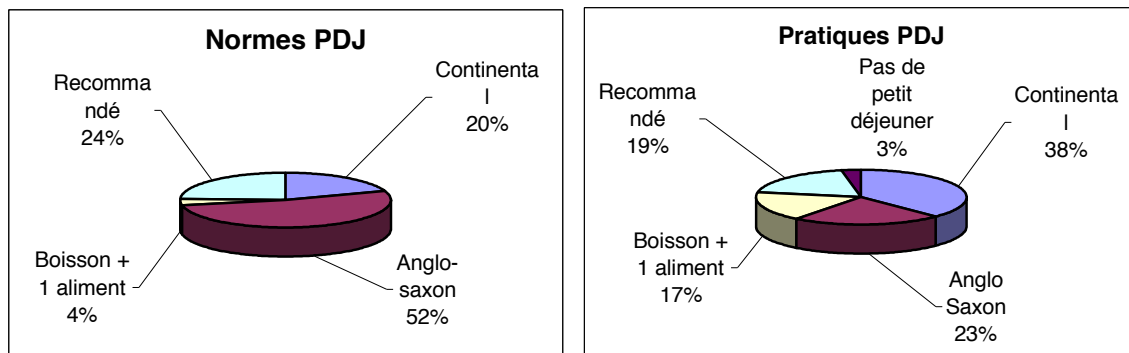 Normes PDJ
Recomma
ndé
24%
Continenta
l
20%
Boisson +
1 aliment
4%
Anglo-
saxon
52%
Pratiques PDJ
Recomma
ndé
19%
Pas de
petit
déjeuner
3%
Continenta
l
38%
Boisson +
1 aliment
17%
Anglo
Saxon
23%